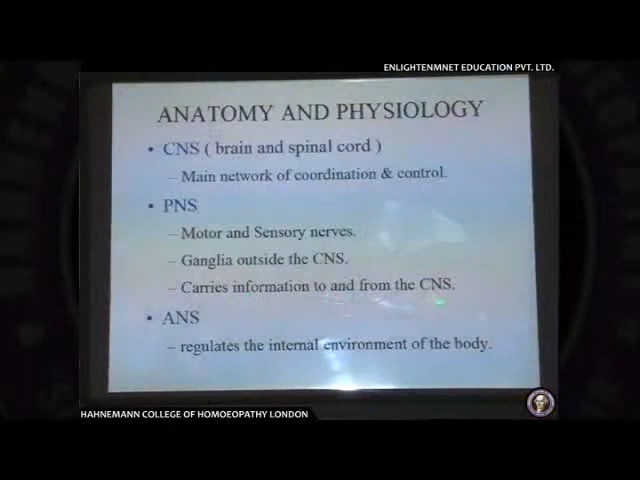 ENLIGHTENMNET EDUCATION PVT. LTD.
ANATOMY AND PHYSIOLOGY
• CNS ( brain and spinal cord )
– Main network of coordination & control.
• PNS
– Motor and Sensory nerves.
– Ganglia outside the CNS.
– Carries information to and from the CNS.
• ANS
– regulates the internal environment of the body.
HAHNEMANN COLLEGE OF HOMOEOPATHY LONDON